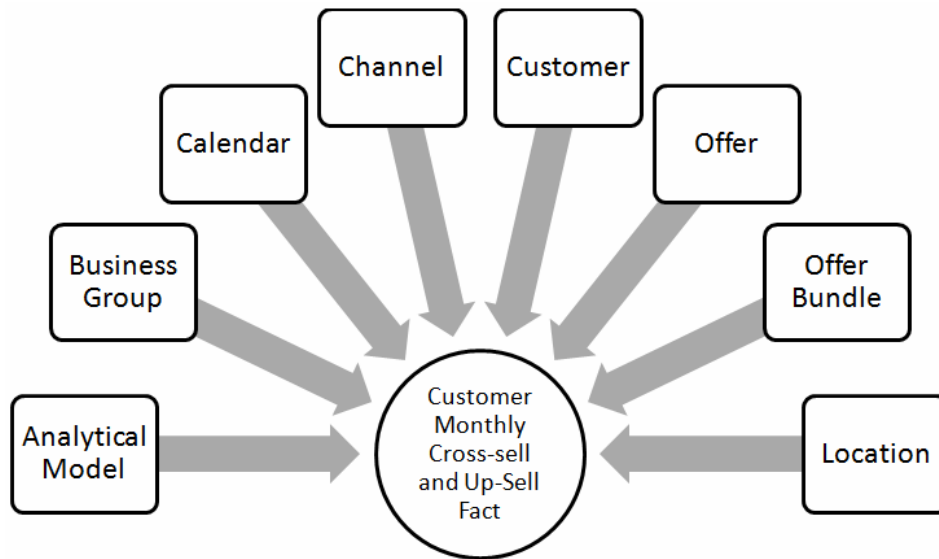 Channel
Customer
Calendar
Offer
Business
Group
Offer
Bundle
Analytical
Model
Customer
Monthly
Cross-sell
and Up-Sell
Fact
Location